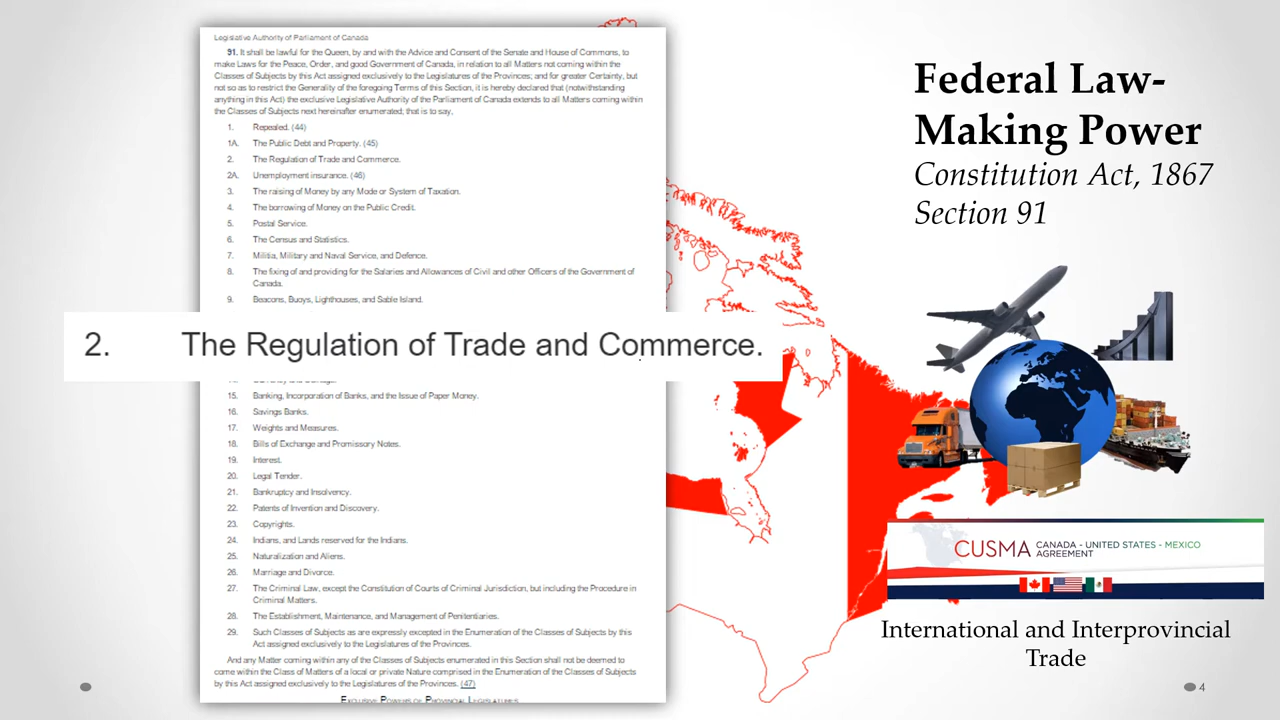 Legislative Authority of Parliament of Canada
91. It shall be lawful for the Queen, by and with the Advice and Consent of the Senate and House of Commons, to
make Laws for the Peace, Order, and good Government of Canada, in relation to all Matters not coming within the
Classes of Subjects by this Act assigned exclusively to the Legislatures of the Provinces; and for greater Certainty, but
not so as to restrict the Generality of the foregoing Terms of this Section, it is hereby declared that (notwithstanding
anything in this Act) the exclusive Legislative Authority of the Parliament of Canada extends to all Matters coming within
the Classes of Subjects next hereinafter enumerated; that is to say,
1. Repealed. (44)
1A. The Public Debt and Property. (45)
2. The Regulation of Trade and Commerce.
2A. Unemployment insurance. (46)
3. The raising of Money by any Mode or System of Taxation.
4. The borrowing of Money on the Public Credit.
5. Postal Service.
6. The Census and Statistics.
7. Militia, Military and Naval Service, and Defence.
8. The fixing of and providing for the Salaries and Allowances of Civil and other Officers of the Government of
Canada.
9. Beacons, Buoys, Lighthouses, and Sable Island.
2. The Regulation of Trade and Commerce.
15. Banking, Incorporation of Banks, and the Issue of Paper Money.
16. Savings Banks.
17. Weights and Measures.
18. Bills of Exchange and Promissory Notes.
19. Interest.
20. Legal Tender.
21. Bankruptcy and Insolvency.
22. Patents of Invention and Discovery.
23. Copyrights.
24. Indians, and Lands reserved for the Indians.
25. Naturalization and Aliens.
26. Marriage and Divorce.
27. The Criminal Law, except the Constitution of Courts of Criminal Jurisdiction, but including the Procedure in
Criminal Matters.
28. The Establishment, Maintenance, and Management of Penitentiaries.
29. Such Classes of Subjects as are expressly excepted in the Enumeration of the Classes of Subjects by this
Act assigned exclusively to the Legislatures of the Provinces.
And any Matter coming within any of the Classes of Subjects enumerated in this Section shall not be deemed to
come within the Class of Matters of a local or private Nature comprised in the Enumeration of the Classes of Subjects
by this Act assigned exclusively to the Legislatures of the Provinces. (47)
Exclusive Powers of Provincial Legislatures
Federal Law-
Making Power
Constitution Act, 1867
Section 91
CUSMA CANADA - UNITED STATES - MEXICO
AGREEMENT
International and Interprovincial
Trade
4